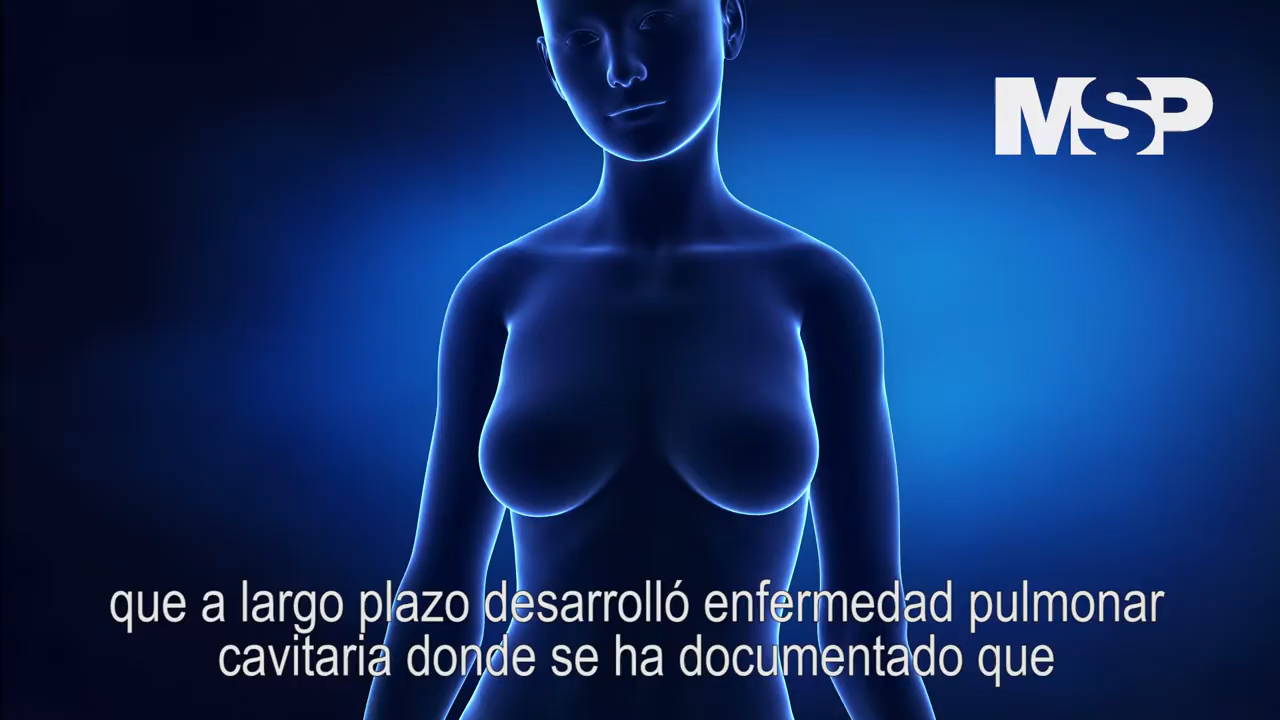 MSP
que a largo plazo desarrolló enfermedad pulmonar
cavitaria donde se ha documentado que